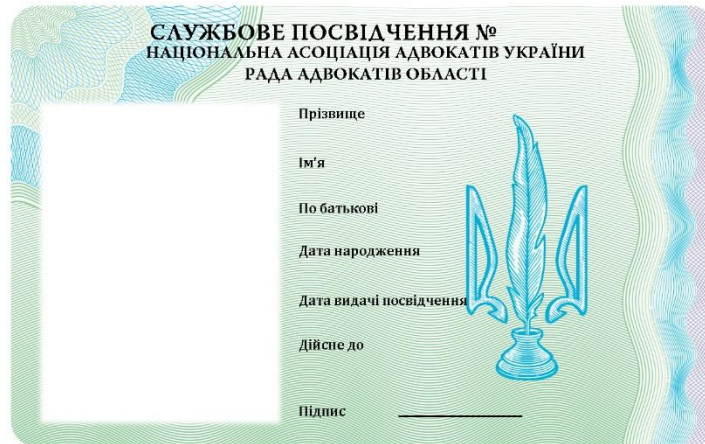 СЛУЖБОВЕ ПОСВІДЧЕННЯ №
НАЦІОНАЛЬНА АСОЦІАЦІЯ АДВОКАТІВ УКРАЇНИ
РАДА АДВОКАТІВ ОБЛАСТІ
Прізвище
Ім'я
По батькові
Дата народження
Дата видачі посвідчення
Дійсне до
Підпис